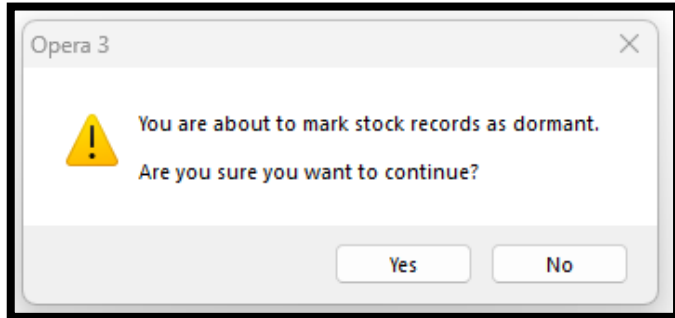 Opera 3
You are about to mark stock records as dormant.
Are you sure you want to continue?
Yes
No